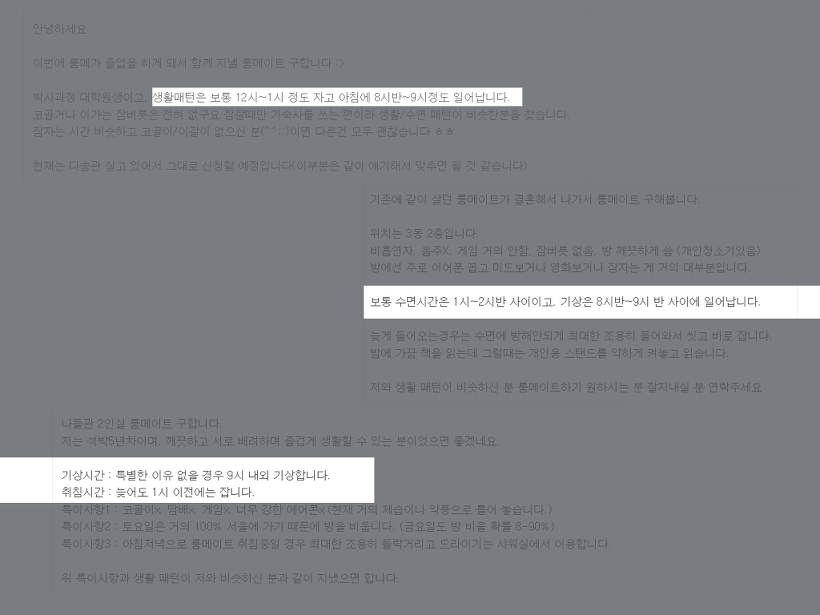 안녕하세요
이번에 룸메가 졸업을 하게 돼서 함께 지낼 룸메이트 구합니다 :>
박사과정 대학원생이고, 생활패턴은 보통 12시~1시 정도 자고 아침에 8시반~9시정도 일어납니다.
코골거나 이가는 잠버릇은 전혀 없구요 잠잘때만 기숙사를 쓰는 편이라 생활/수면 패턴이 비슷한분을 찾습니다.
잠자는 시간 비슷하고 코골이/이갈이 없으신 분(^^;;)이면 다른건 모두 괜찮습니다 ㅎㅎ
현재는 다솜관 살고 있어서 그대로 신청할 예정입니다(이부분은 같이 얘기해서 맞추면 될 것 같습니다)
기존에 같이 살던 룸메이트가 결혼해서 나가서 룸메이트 구해봅니다.
위치는 3동 2층입니다.
비흡연자, 음주X, 게임 거의 안함, 잠버릇 없음, 방 깨끗하게 씀 (개인청소기있음)
방에선 주로 이어폰 꼽고 미드보거나 영화보거나 잠자는 게 거의 대부분입니다.
보통 수면시간은 1시~2시반 사이이고, 기상은 8시반~9시 반 사이에 일어납니다.
늦게 들어오는경우는 수면에 방해안되게 최대한 조용히 들어와서 씻고 바로 잡니다.
밤에 가끔 책을 읽는데 그럴때는 개인용 스탠드를 약하게 켜놓고 읽습니다.
저와 생활 패턴이 비슷하신 분 룸메이트하기 원하시는 분 잘지내실 분 연락주세요
나들관 2인실 룸메이트 구합니다.
저는 석박5년차이며, 깨끗하고 서로 배려하며 즐겁게 생활할 수 있는 분이었으면 좋겠네요.
기상시간 : 특별한 이유 없을 경우 9시 내외 기상합니다.
취침시간 : 늦어도 1시 이전에는 잡니다.
특이사항1 : 코골이x, 담배x, 게임x, 너무 강한 에어콘x (현재 거의 제습이나 약풍으로 틀어 놓습니다.)
특이사항2 : 토요일은 거의 100% 서울에 가기 때문에 방을 비웁니다. (금요일도 방 비울 확률 8-90%)
특이사항3 : 아침저녁으로 룸메이트 취침중일 경우 최대한 조용히 들락거리고 드라이기는 샤워실에서 이용합니다.
위 특이사항과 생활 패턴이 저와 비슷하신 분과 같이 지냈으면 합니다.